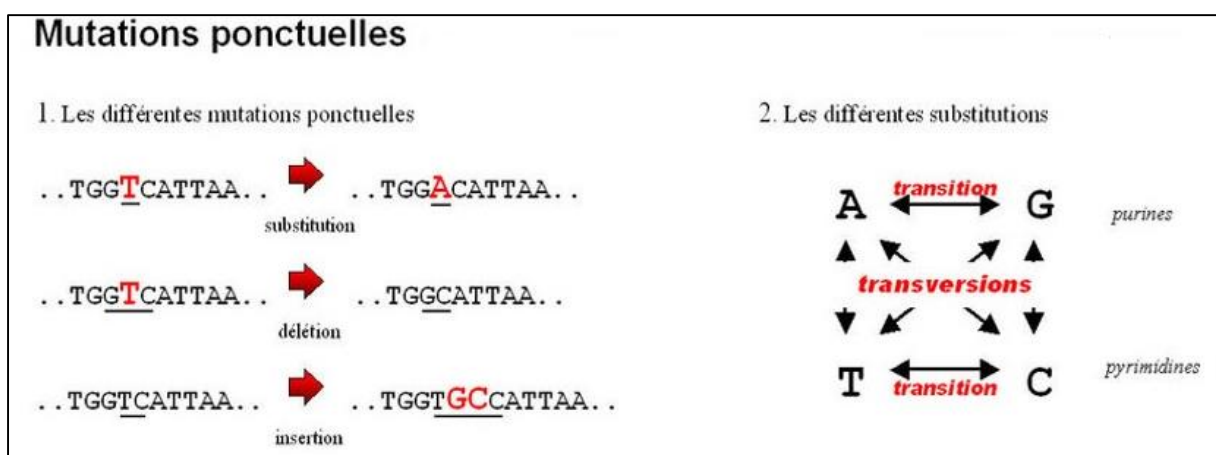 Mutations ponctuelles
1. Les différentes mutations ponctuelles
..TGGTCATTAA.. ..TGGACATTAA..
substitution
..TGGTCATTAA.. ..TGGCATTAA..
délétion
..TGGTCATTAA.. ..TGGTGCCATTAA..
insertion
2. Les différentes substitutions
A transition G purines
transversions
T transition C pyrimidines